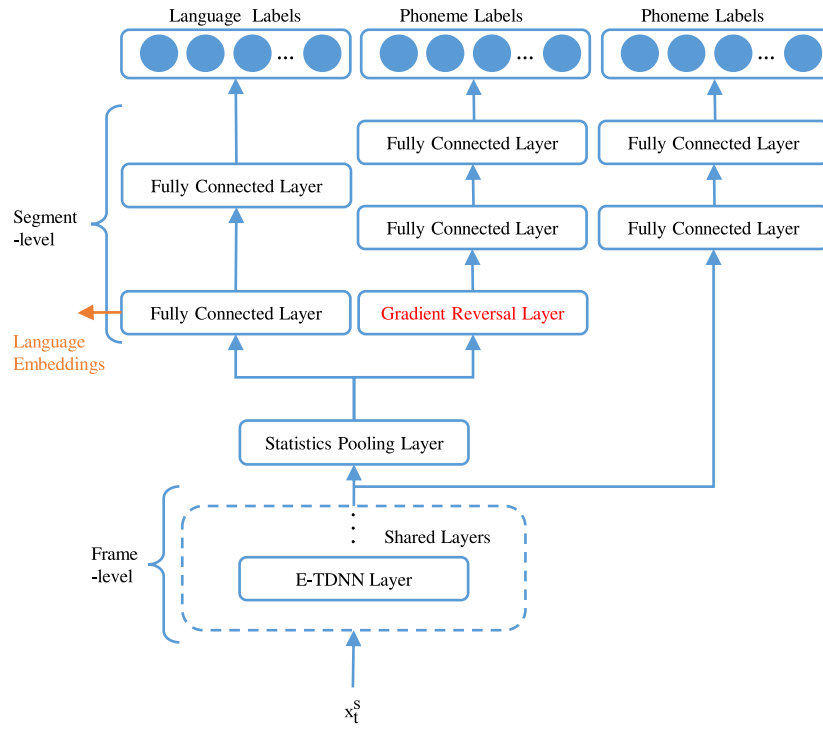 Language Labels
Phoneme Labels
Phoneme Labels
...
...
...
Fully Connected Layer
Fully Connected Layer
Fully Connected Layer
Segment
-level
Fully Connected Layer
Fully Connected Layer
Fully Connected Layer
Gradient Reversal Layer
Language
Embeddings
Statistics Pooling Layer
Shared Layers
Frame
-level
E-TDNN Layer
x_t^s